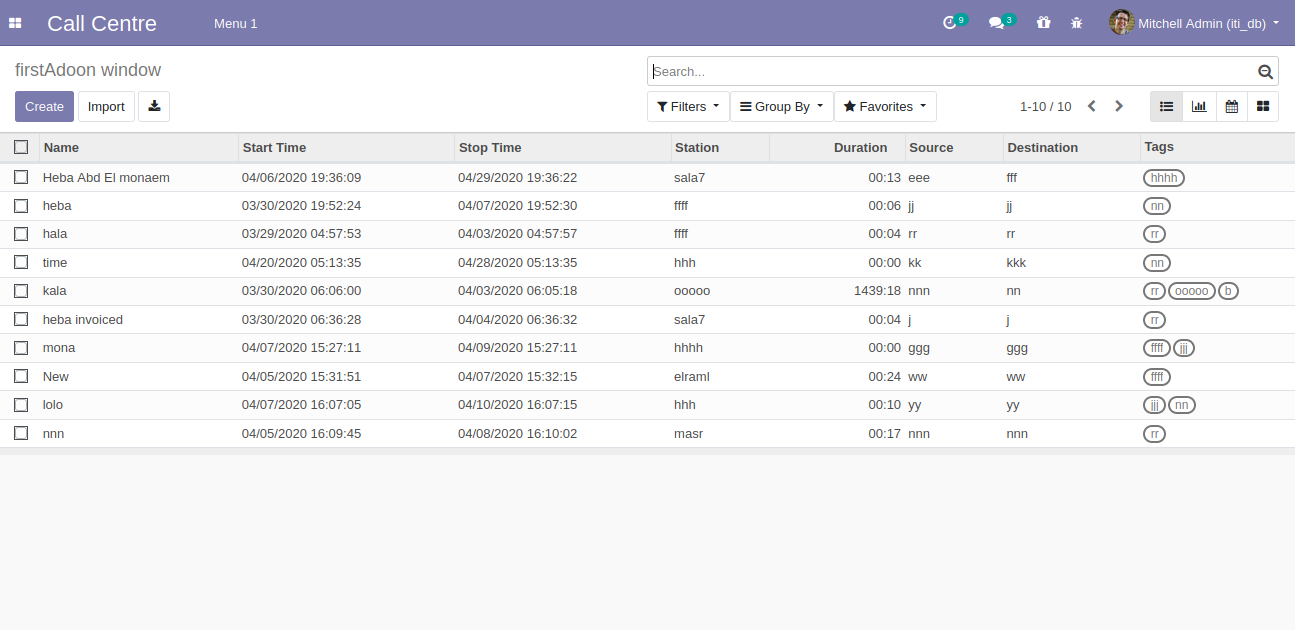 Call Centre Menu 1 9 3 Mitchell Admin (iti_db)
firstAdoon window Search...
Create Import Filters Group By Favorites 1-10 / 10
Name Start Time Stop Time Station Duration Source Destination Tags
Heba Abd El monaem 04/06/2020 19:36:09 04/29/2020 19:36:22 sala7 00:13 eee fff hhhh
heba 03/30/2020 19:52:24 04/07/2020 19:52:30 ffff 00:06 jj jj nn
hala 03/29/2020 04:57:53 04/03/2020 04:57:57 ffff 00:04 rr rr rr
time 04/20/2020 05:13:35 04/28/2020 05:13:35 hhh 00:00 kk kkk nn
kala 03/30/2020 06:06:00 04/03/2020 06:05:18 ooooo 1439:18 nnn nn rr ooooo b
heba invoiced 03/30/2020 06:36:28 04/04/2020 06:36:32 sala7 00:04 j j rr
mona 04/07/2020 15:27:11 04/09/2020 15:27:11 hhhh 00:00 ggg ggg ffff jjj
New 04/05/2020 15:31:51 04/07/2020 15:32:15 elraml 00:24 ww ww ffff
lolo 04/07/2020 16:07:05 04/10/2020 16:07:15 hhh 00:10 yy yy jjj nn
nnn 04/05/2020 16:09:45 04/08/2020 16:10:02 masr 00:17 nnn nnn rr